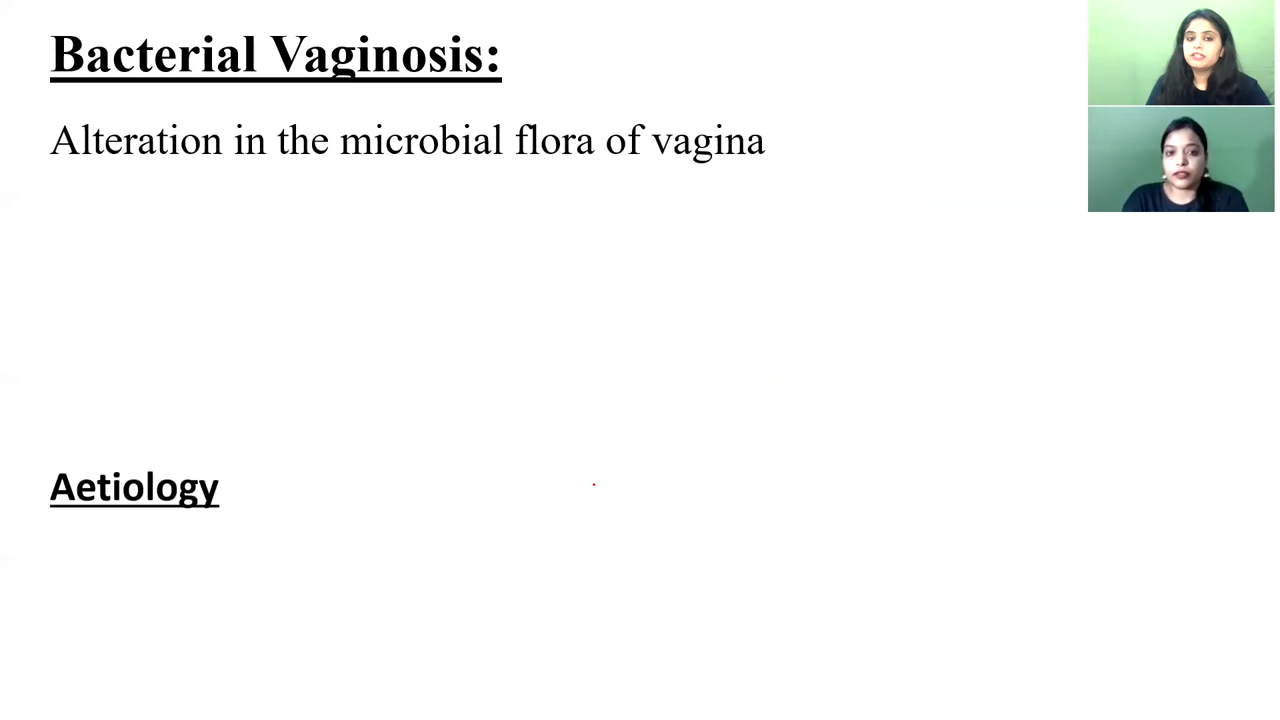 Bacterial Vaginosis:
Alteration in the microbial flora of vagina
Aetiology